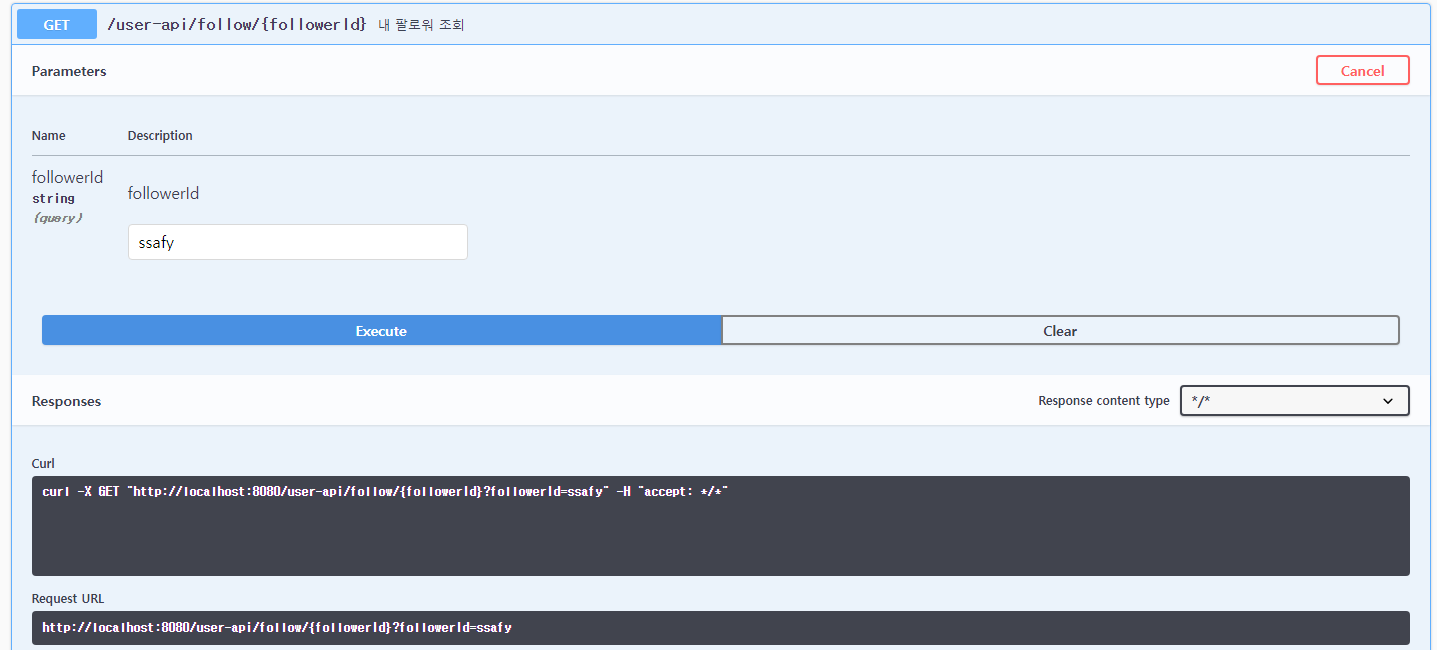 GET /user-api/follow/{followerId} 내 팔로워 조회
Parameters
Cancel
Name Description
followerId
string
(query)
followerId
ssafy
Execute
Clear
Responses
Response content type
*/*
Curl
curl -X GET "http://localhost:8080/user-api/follow/{followerId}?followerId=ssafy" -H "accept: */*"
Request URL
http://localhost:8080/user-api/follow/{followerId}?followerId=ssafy